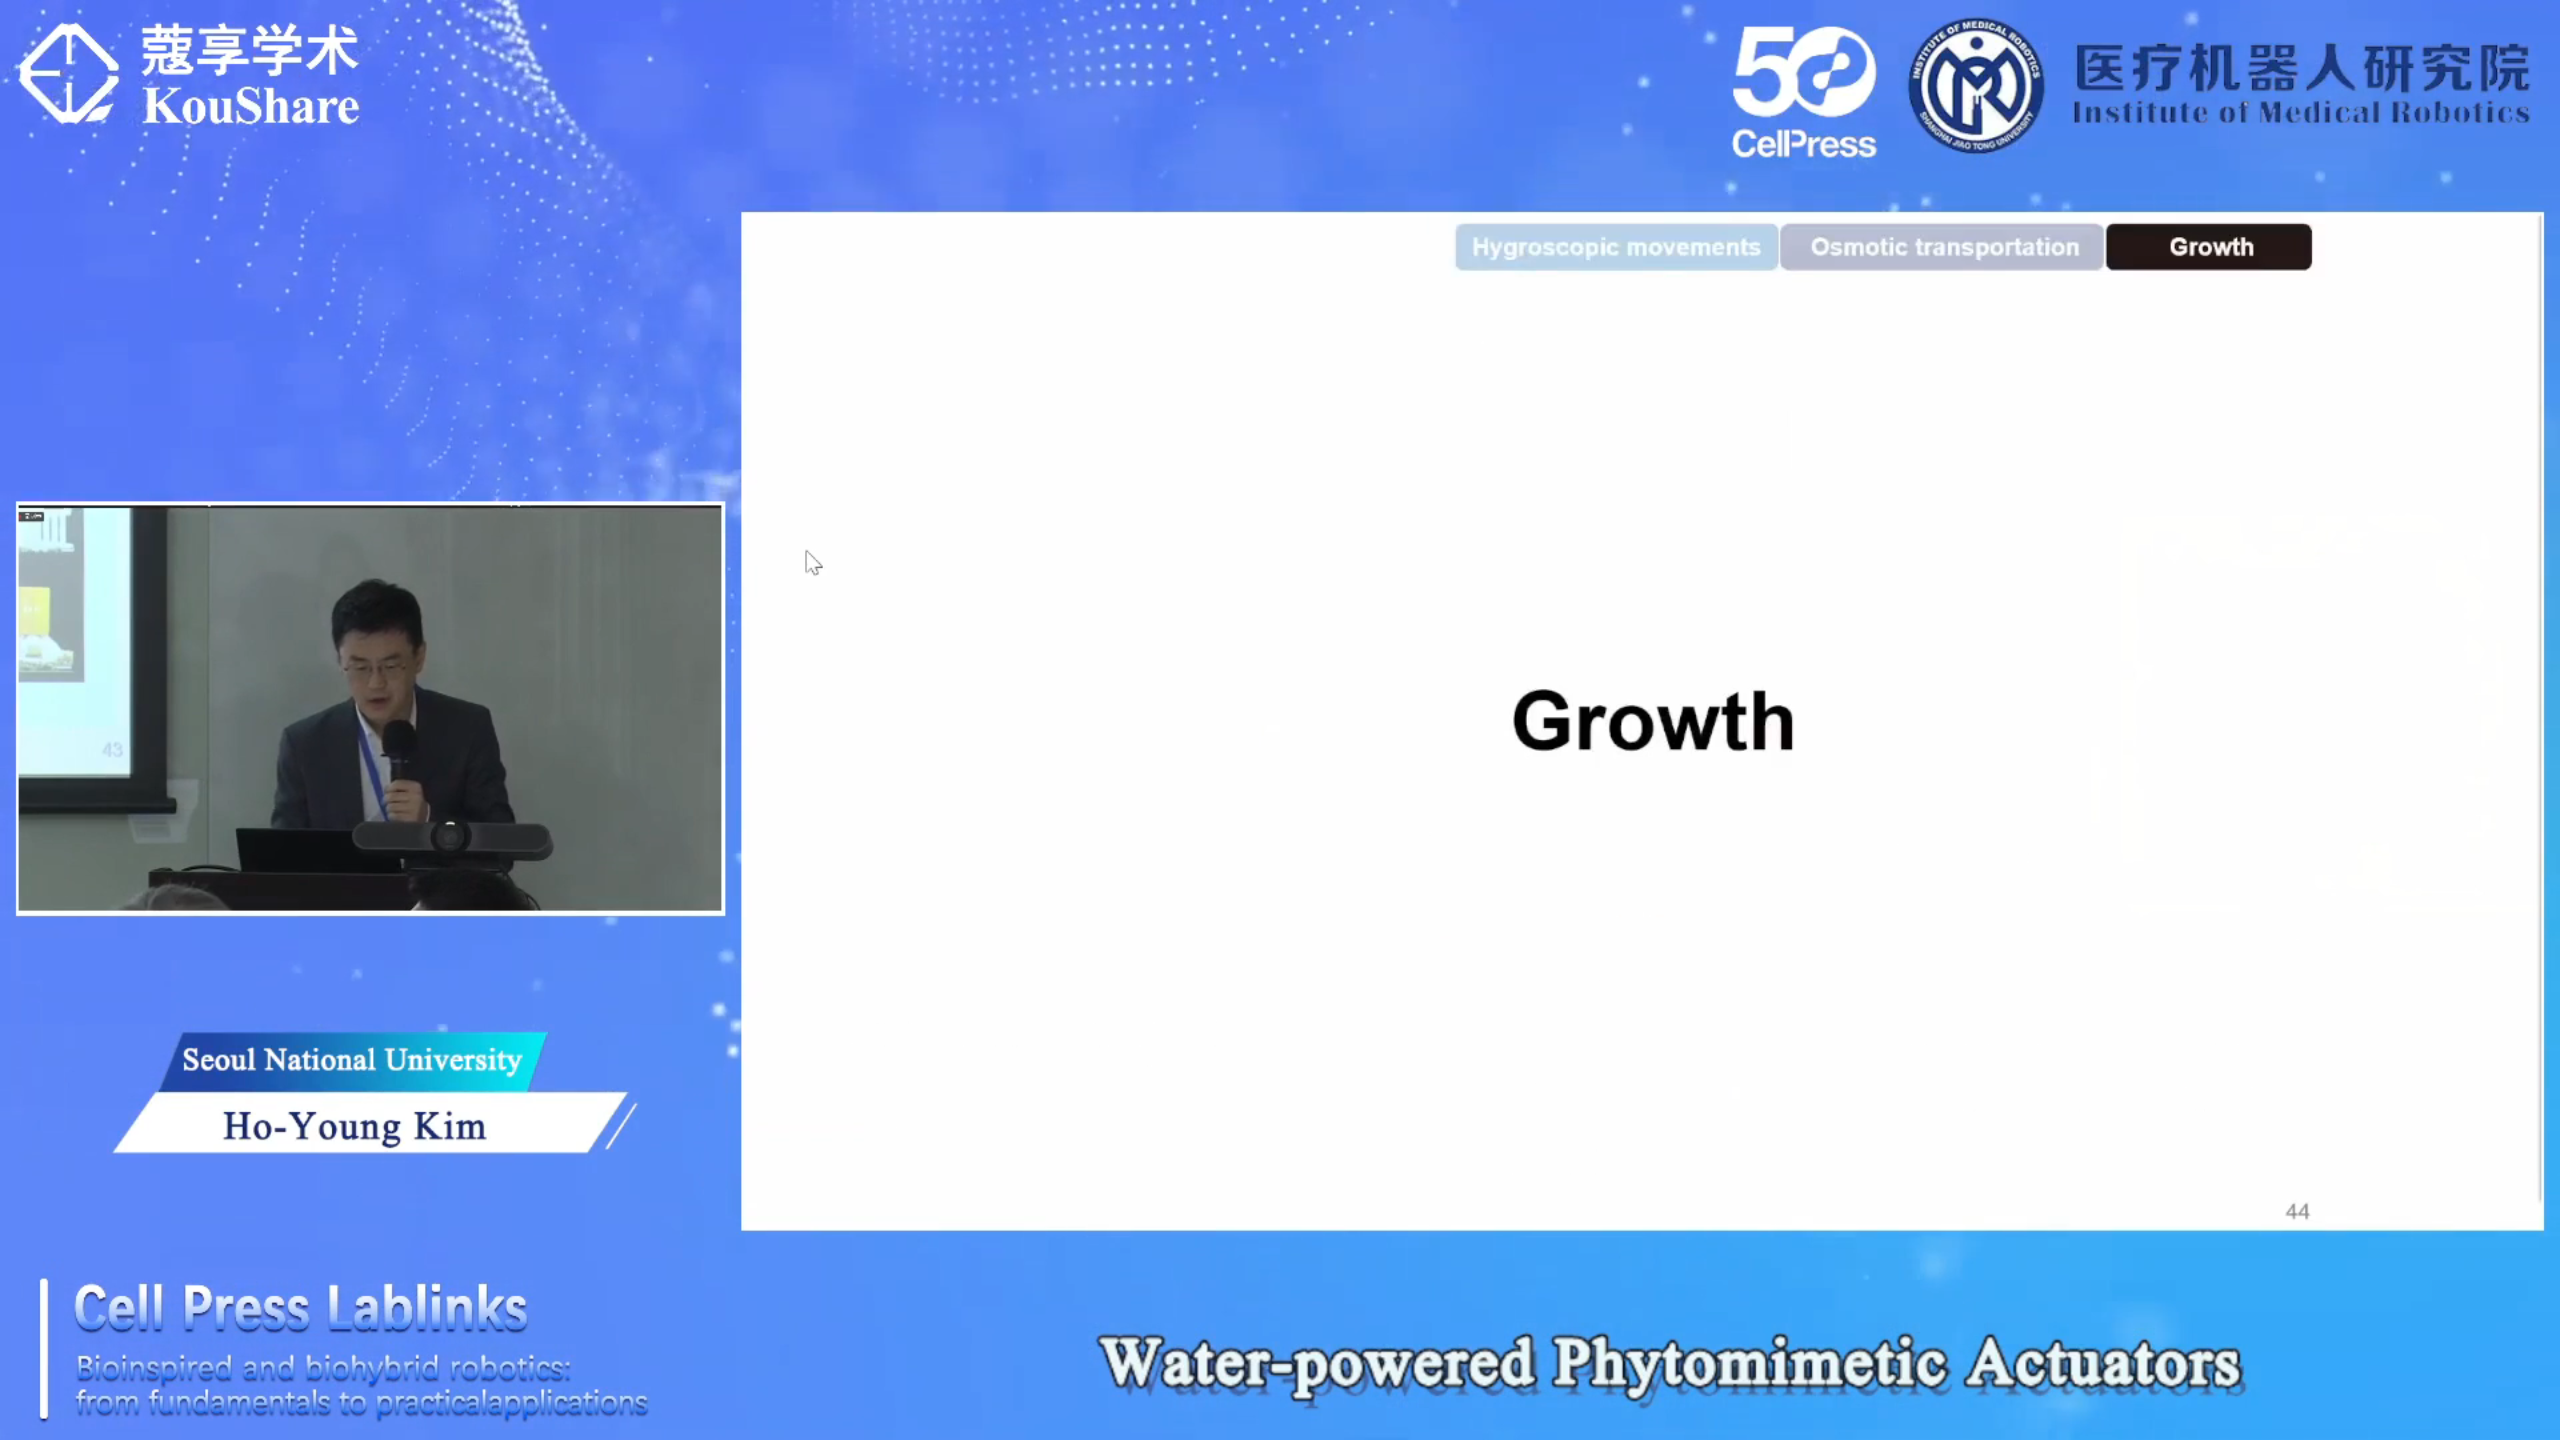 蔻享学术
KouShare
50
CellPress
INSTITUTE OF MEDICAL ROBOTICS
SHANGHAI JIAO TONG UNIVERSITY
医疗机器人研究院
Institute of Medical Robotics
Hygroscopic movements
Osmotic transportation
Growth
Growth
44
43
Seoul National University
Ho-Young Kim
Cell Press Lablinks
Bioinspired and biohybrid robotics:
from fundamentals to practicalapplications
Water-powered Phytomimetic Actuators